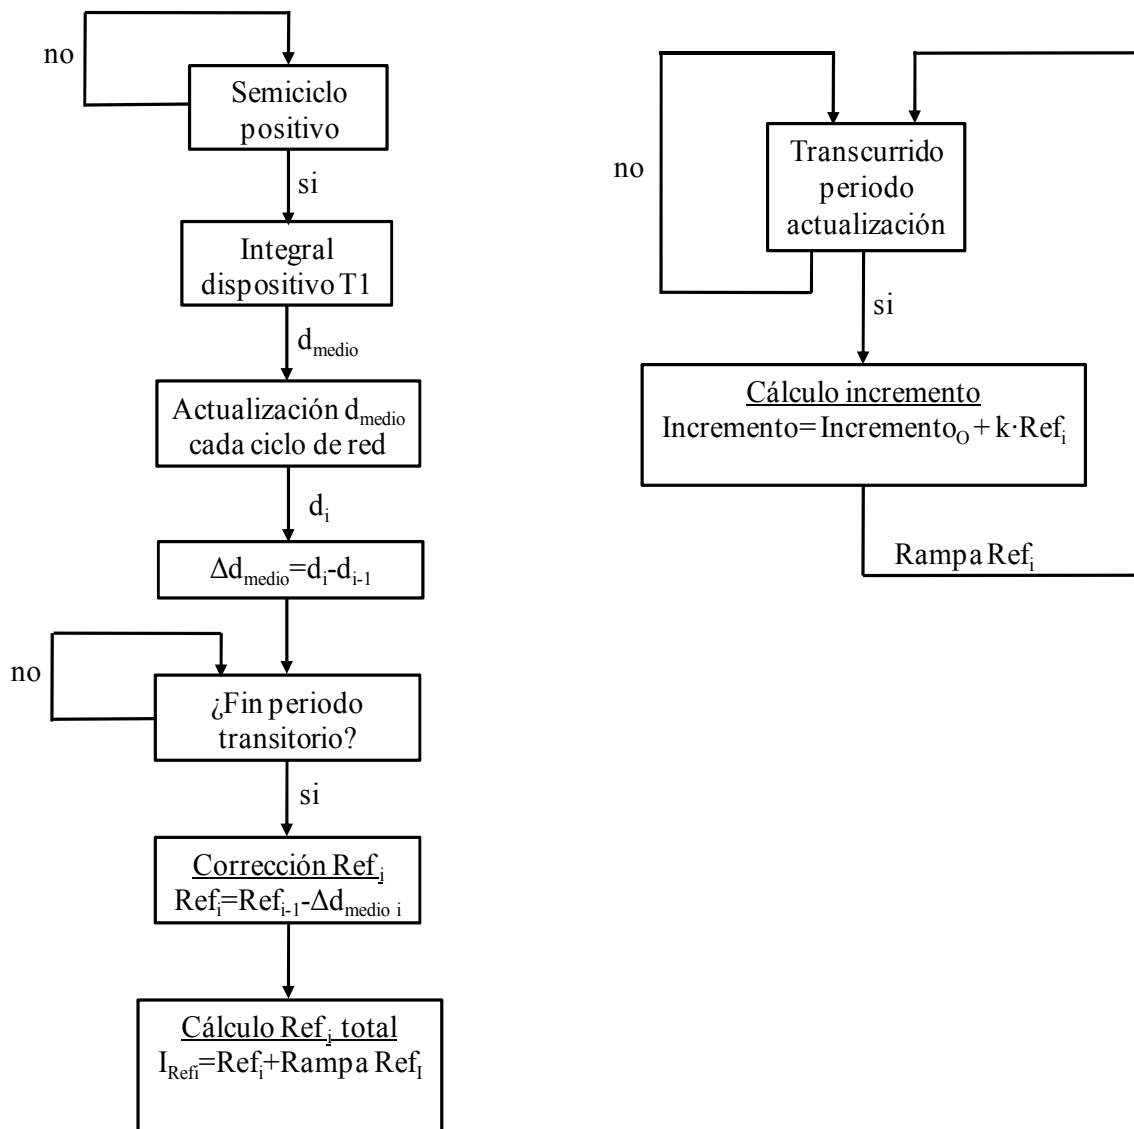 no
Semiciclo
positivo
si
Integral
dispositivo T1
d_medio
Actualización d_medio
cada ciclo de red
d_i
Δd_medio=d_i-d_i-1
no
¿Fin periodo
transitorio?
si
Corrección Ref_i
Ref_i=Ref_i-1-Δd_medio i
Cálculo Ref_i total
I_Refi=Ref_i+Rampa Ref_I
no
Transcurrido
periodo
actualización
si
Cálculo incremento
Incremento=Incremento_O+k·Ref_i
Rampa Ref_i